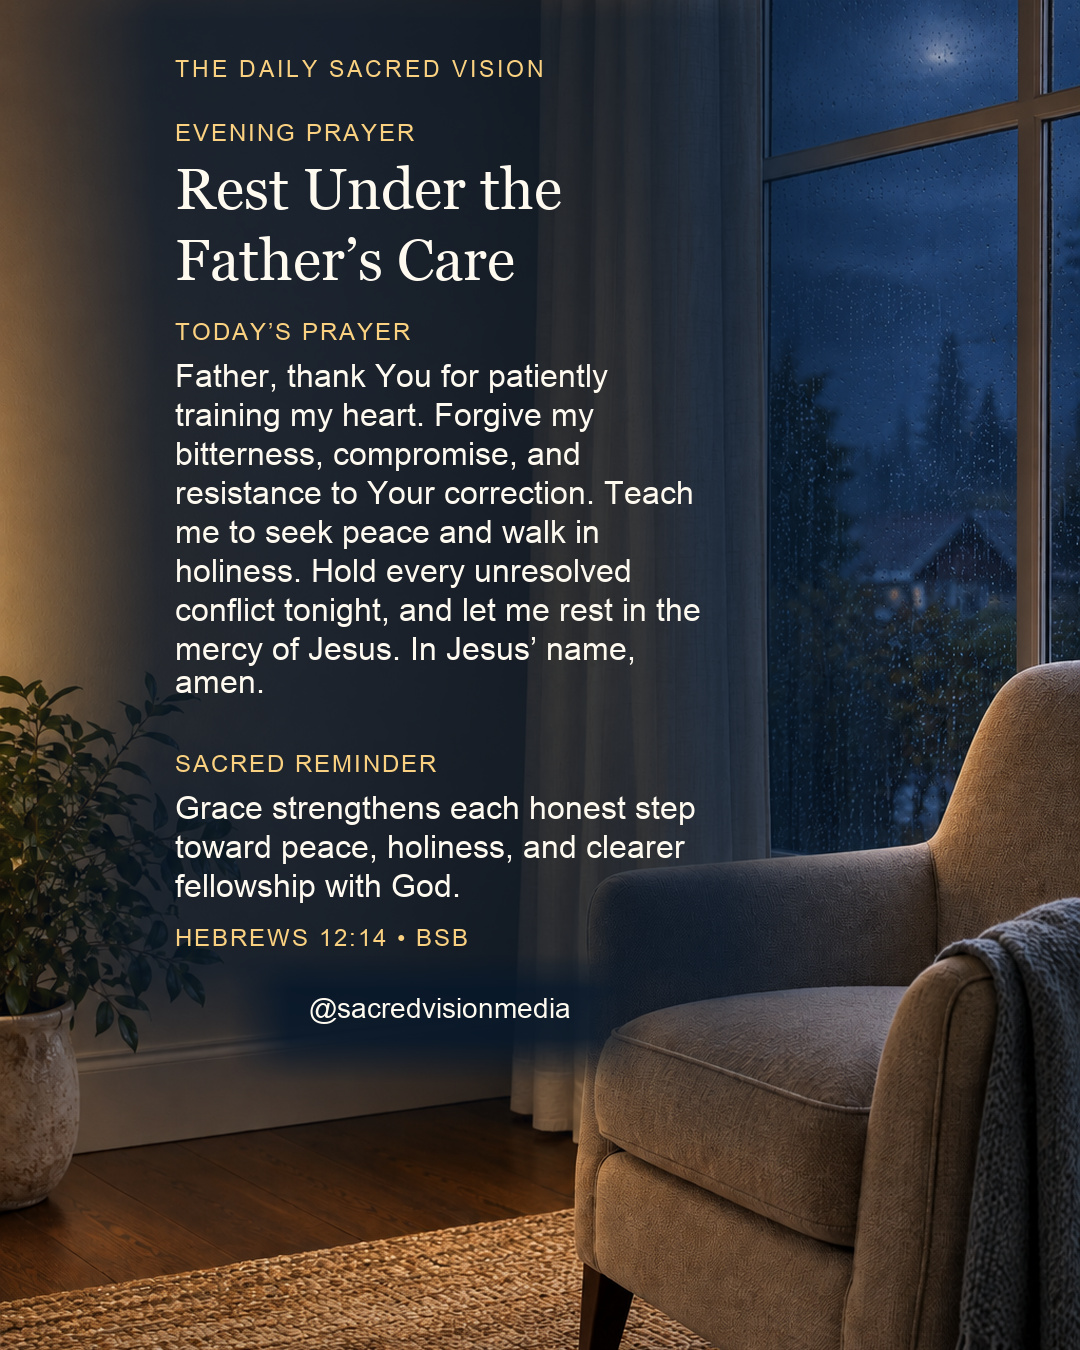 THE DAILY SACRED VISION
EVENING PRAYER
Rest Under the
Father’s Care
TODAY’S PRAYER
Father, thank You for patiently
training my heart. Forgive my
bitterness, compromise, and
resistance to Your correction. Teach
me to seek peace and walk in
holiness. Hold every unresolved
conflict tonight, and let me rest in the
mercy of Jesus. In Jesus’ name,
amen.
SACRED REMINDER
Grace strengthens each honest step
toward peace, holiness, and clearer
fellowship with God.
HEBREWS 12:14 • BSB
@sacredvisionmedia